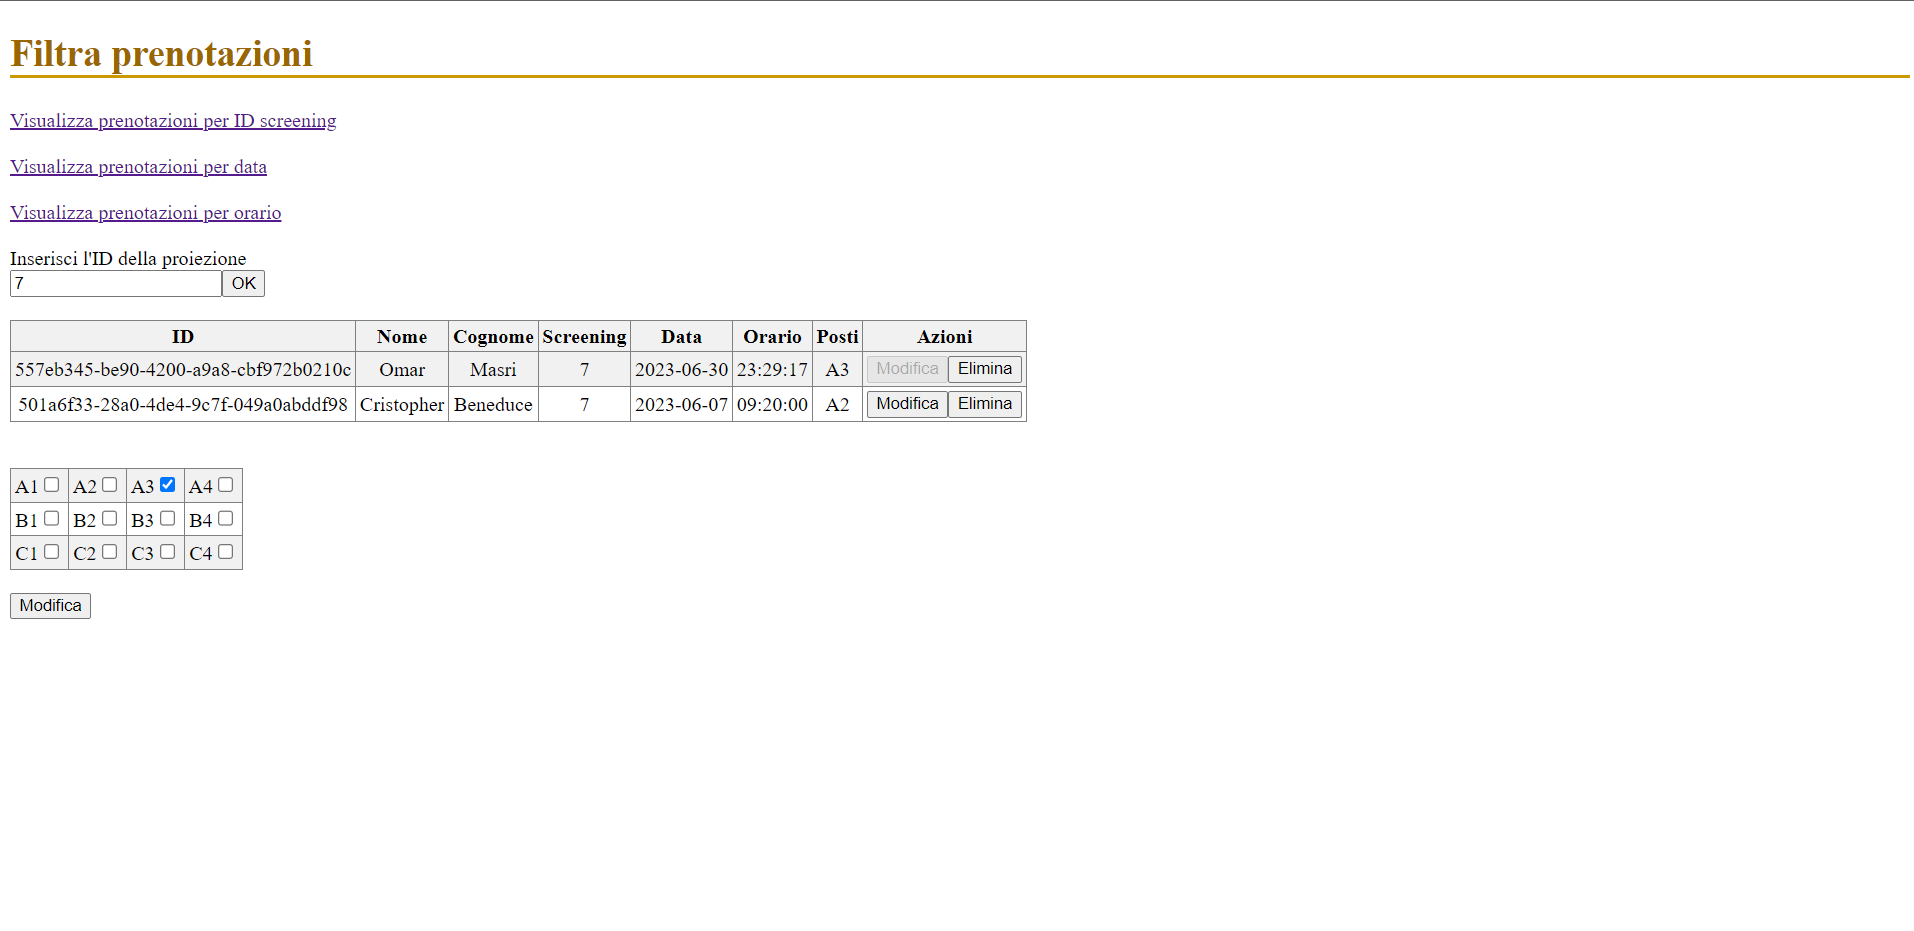 Filtra prenotazioni
Visualizza prenotazioni per ID screening
Visualizza prenotazioni per data
Visualizza prenotazioni per orario
Inserisci l'ID della proiezione
7 OK
ID Nome Cognome Screening Data Orario Posti Azioni
557eb345-be90-4200-a9a8-cbf972b0210c Omar Masri 7 2023-06-30 23:29:17 A3 Modifica Elimina
501a6f33-28a0-4de4-9c7f-049a0abddf98 Cristopher Beneduce 7 2023-06-07 09:20:00 A2 Modifica Elimina
A1 A2 A3 A4
B1 B2 B3 B4
C1 C2 C3 C4
Modifica